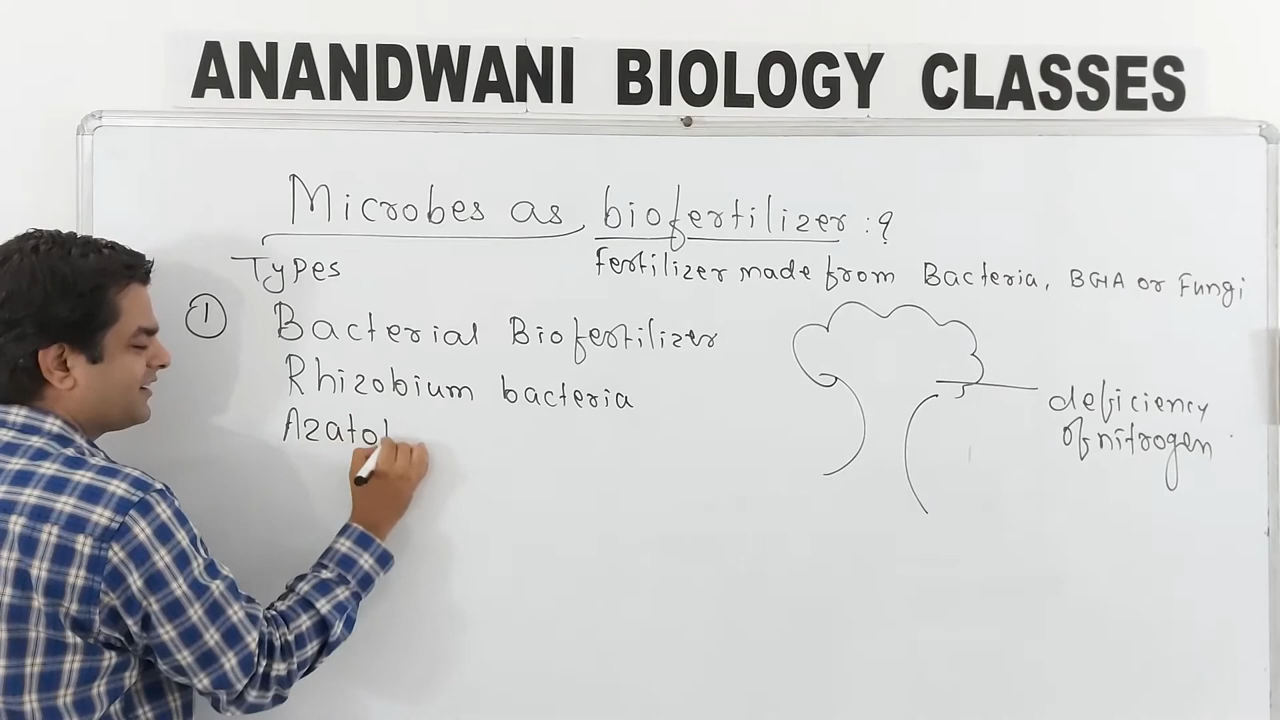 ANANDWANI BIOLOGY CLASSES
Microbes as biofertilizer : ?
Types
fertilizer made from Bacteria, BGA or Fungi
1 Bacterial Biofertilizer
Rhizobium bacteria
deficiency
of nitrogen